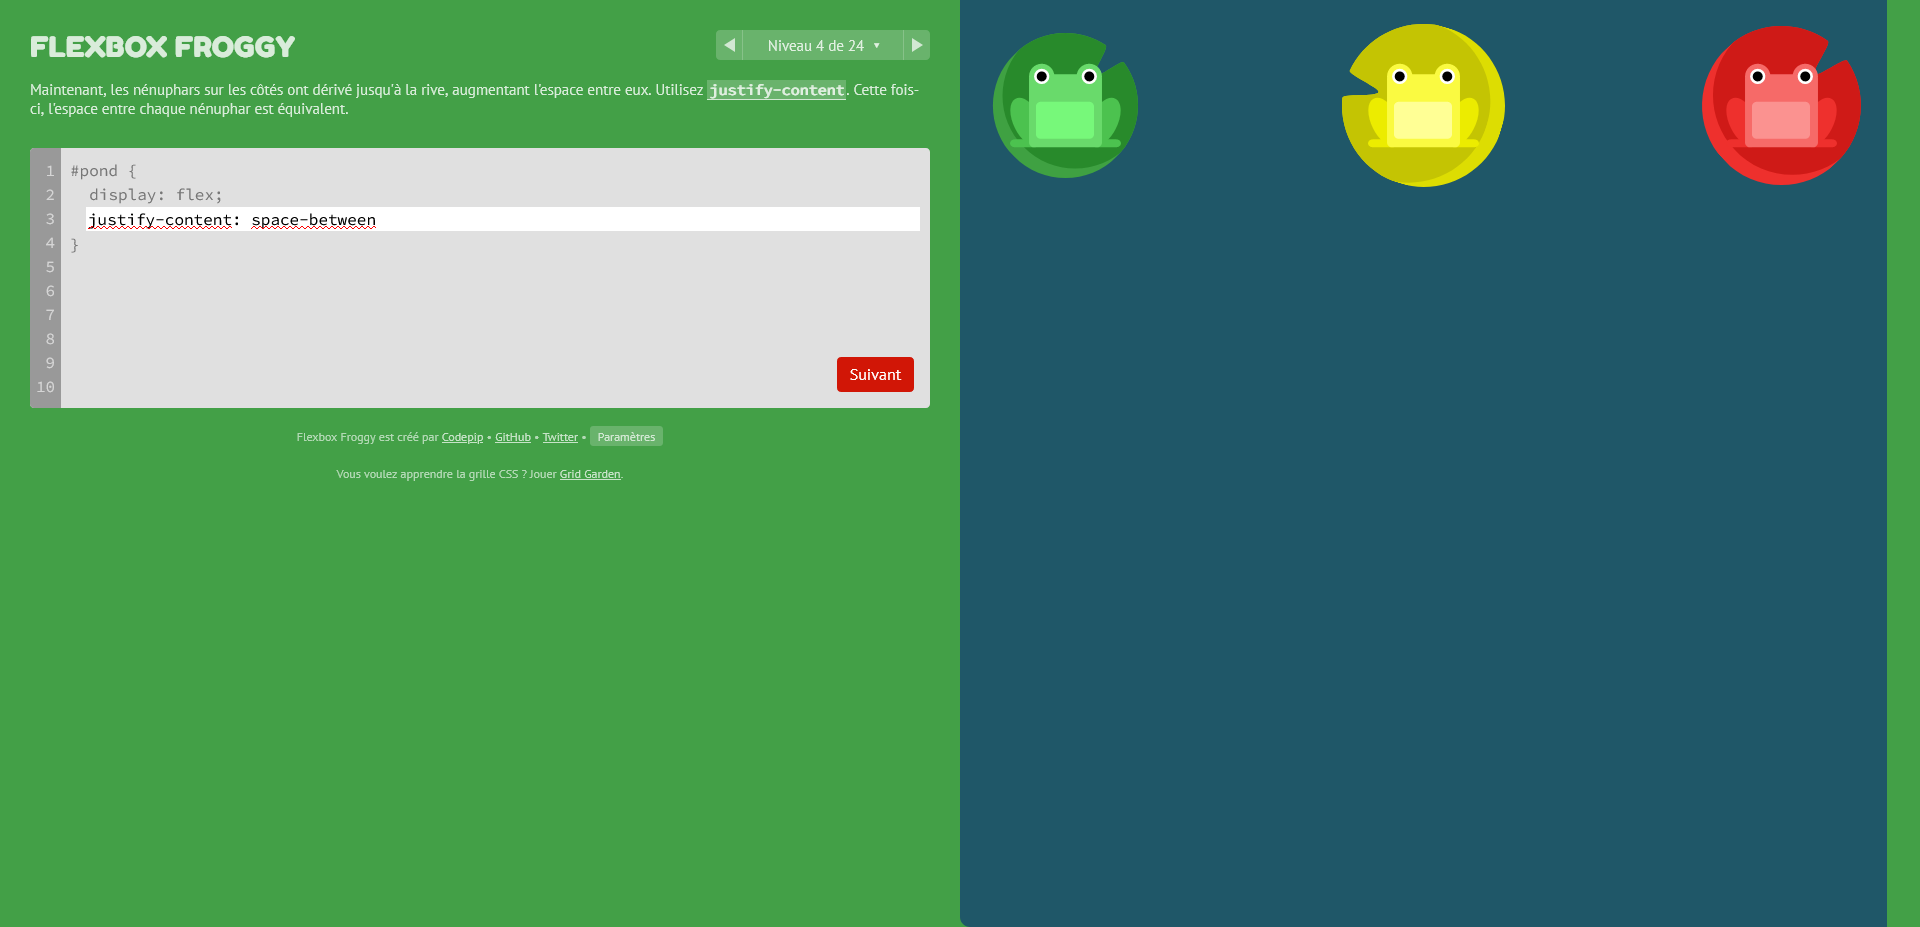 FLEXBOX FROGGY
Niveau 4 de 24 ▾
Maintenant, les nénuphars sur les côtés ont dérivé jusqu'à la rive, augmentant l'espace entre eux. Utilisez justify-content. Cette fois-
ci, l'espace entre chaque nénuphar est équivalent.
1 #pond {
2 display: flex;
3 justify-content: space-between
4 }
5
6
7
8
9
10
Suivant
Flexbox Froggy est créé par Codepip • GitHub • Twitter • Paramètres
Vous voulez apprendre la grille CSS ? Jouer Grid Garden.